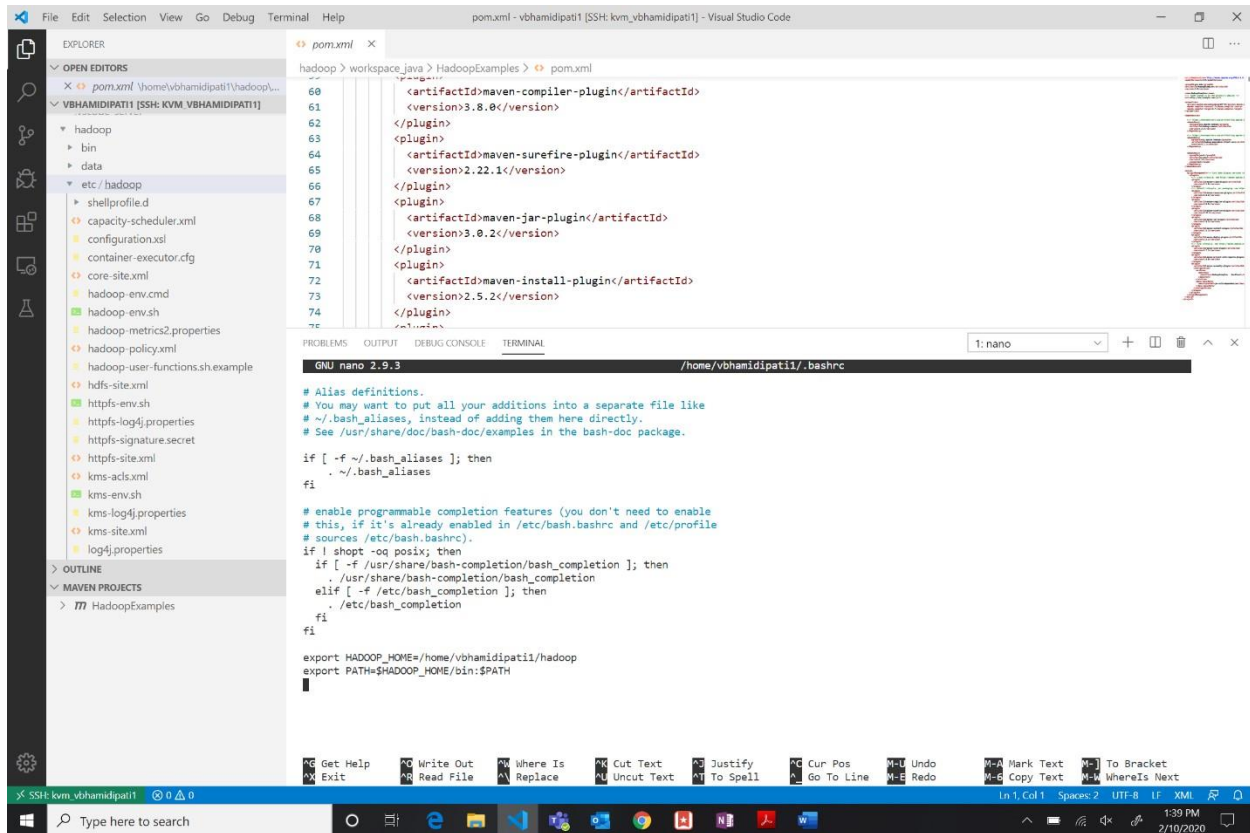 File Edit Selection View Go Debug Terminal Help
pom.xml - vbhamidipati1 [SSH: kvm_vbhamidipati1] - Visual Studio Code
EXPLORER
OPEN EDITORS
pom.xml \home\vbhamidipati1\hadoop\...
VBHAMIDIPATI1 [SSH: KVM_VBHAMIDIPATI1]
hadoop
bin
data
etc / hadoop
shellprofile.d
capacity-scheduler.xml
configuration.xsl
container-executor.cfg
core-site.xml
hadoop-env.cmd
hadoop-env.sh
hadoop-metrics2.properties
hadoop-policy.xml
hadoop-user-functions.sh.example
hdfs-site.xml
httpfs-env.sh
httpfs-log4j.properties
httpfs-signature.secret
httpfs-site.xml
kms-acls.xml
kms-env.sh
kms-log4j.properties
kms-site.xml
log4j.properties
OUTLINE
MAVEN PROJECTS
HadoopExamples
pom.xml
hadoop > workspace_java > HadoopExamples > pom.xml
60 <artifactId>maven-compiler-plugin</artifactId>
61 <version>3.8.0</version>
62 </plugin>
63 <plugin>
64 <artifactId>maven-surefire-plugin</artifactId>
65 <version>2.22.1</version>
66 </plugin>
67 <plugin>
68 <artifactId>maven-jar-plugin</artifactId>
69 <version>3.0.2</version>
70 </plugin>
71 <plugin>
72 <artifactId>maven-install-plugin</artifactId>
73 <version>2.5.2</version>
74 </plugin>
75 <plugin>
PROBLEMS OUTPUT DEBUG CONSOLE TERMINAL
1: nano
GNU nano 2.9.3 /home/vbhamidipati1/.bashrc
# Alias definitions.
# You may want to put all your additions into a separate file like
# ~/.bash_aliases, instead of adding them here directly.
# See /usr/share/doc/bash-doc/examples in the bash-doc package.
if [ -f ~/.bash_aliases ]; then
. ~/.bash_aliases
fi
# enable programmable completion features (you don't need to enable
# this, if it's already enabled in /etc/bash.bashrc and /etc/profile
# sources /etc/bash.bashrc).
if ! shopt -oq posix; then
if [ -f /usr/share/bash-completion/bash_completion ]; then
. /usr/share/bash-completion/bash_completion
elif [ -f /etc/bash_completion ]; then
. /etc/bash_completion
fi
fi
export HADOOP_HOME=/home/vbhamidipati1/hadoop
export PATH=$HADOOP_HOME/bin:$PATH
^G Get Help ^O Write Out ^W Where Is ^K Cut Text ^J Justify ^C Cur Pos M-U Undo M-A Mark Text M-] To Bracket
^X Exit ^R Read File ^\ Replace ^U Uncut Text ^T To Spell ^_ Go To Line M-E Redo M-6 Copy Text M-W WhereIs Next
SSH: kvm_vbhamidipati1 0 0 Ln 1, Col 1 Spaces: 2 UTF-8 LF XML
Type here to search
1:39 PM
2/10/2020